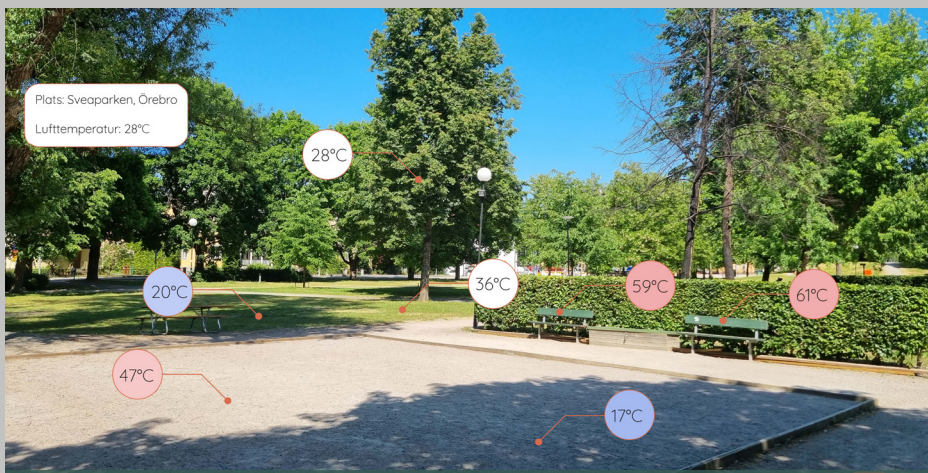 Plats: Sveaparken, Örebro
Lufttemperatur: 28°C
28°C
20°C
36°C
59°C
61°C
47°C
17°C